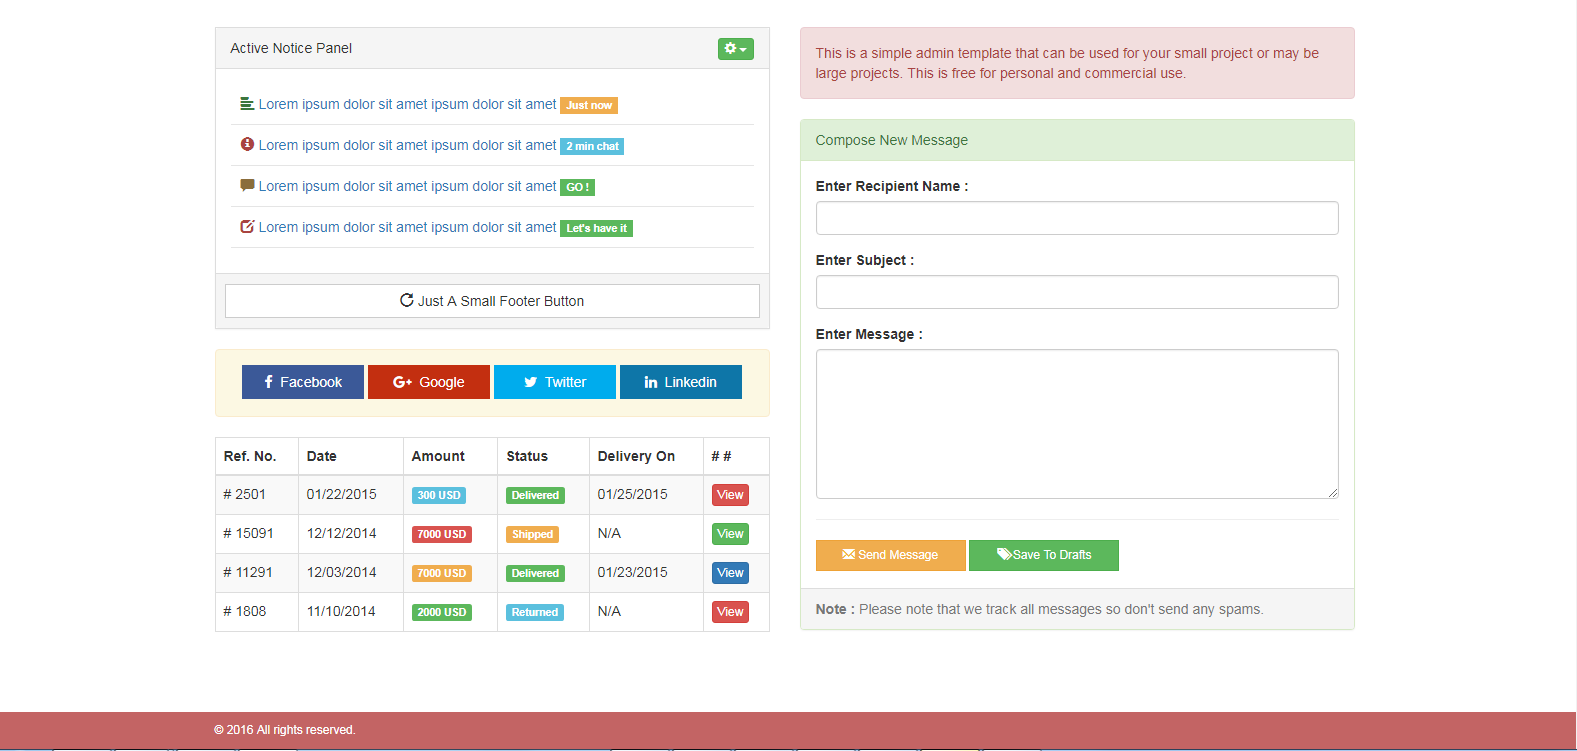 Active Notice Panel
Lorem ipsum dolor sit amet ipsum dolor sit amet Just now
Lorem ipsum dolor sit amet ipsum dolor sit amet 2 min chat
Lorem ipsum dolor sit amet ipsum dolor sit amet GO !
Lorem ipsum dolor sit amet ipsum dolor sit amet Let's have it
Just A Small Footer Button
Facebook Google Twitter Linkedin
Ref. No. Date Amount Status Delivery On # #
# 2501 01/22/2015 300 USD Delivered 01/25/2015 View
# 15091 12/12/2014 7000 USD Shipped N/A View
# 11291 12/03/2014 7000 USD Delivered 01/23/2015 View
# 1808 11/10/2014 2000 USD Returned N/A View
This is a simple admin template that can be used for your small project or may be
large projects. This is free for personal and commercial use.
Compose New Message
Enter Recipient Name :
Enter Subject :
Enter Message :
Send Message Save To Drafts
Note : Please note that we track all messages so don't send any spams.
© 2016 All rights reserved.